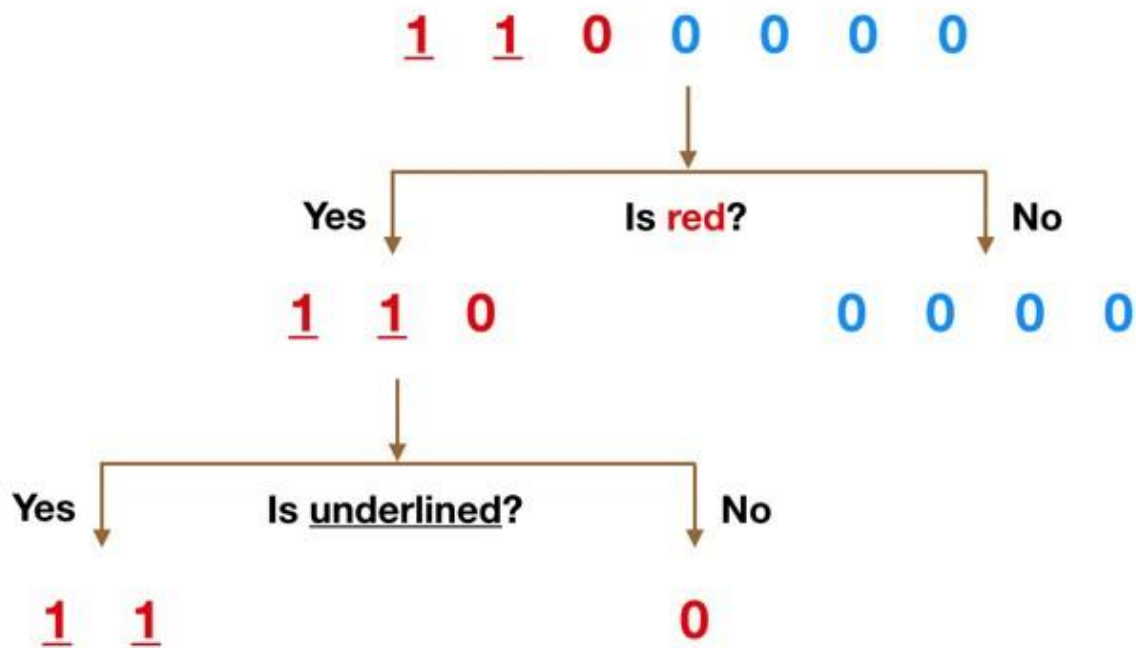 1 1 0 0 0 0 0
Yes Is red? No
1 1 0 0 0 0 0
Yes Is underlined? No
1 1 0